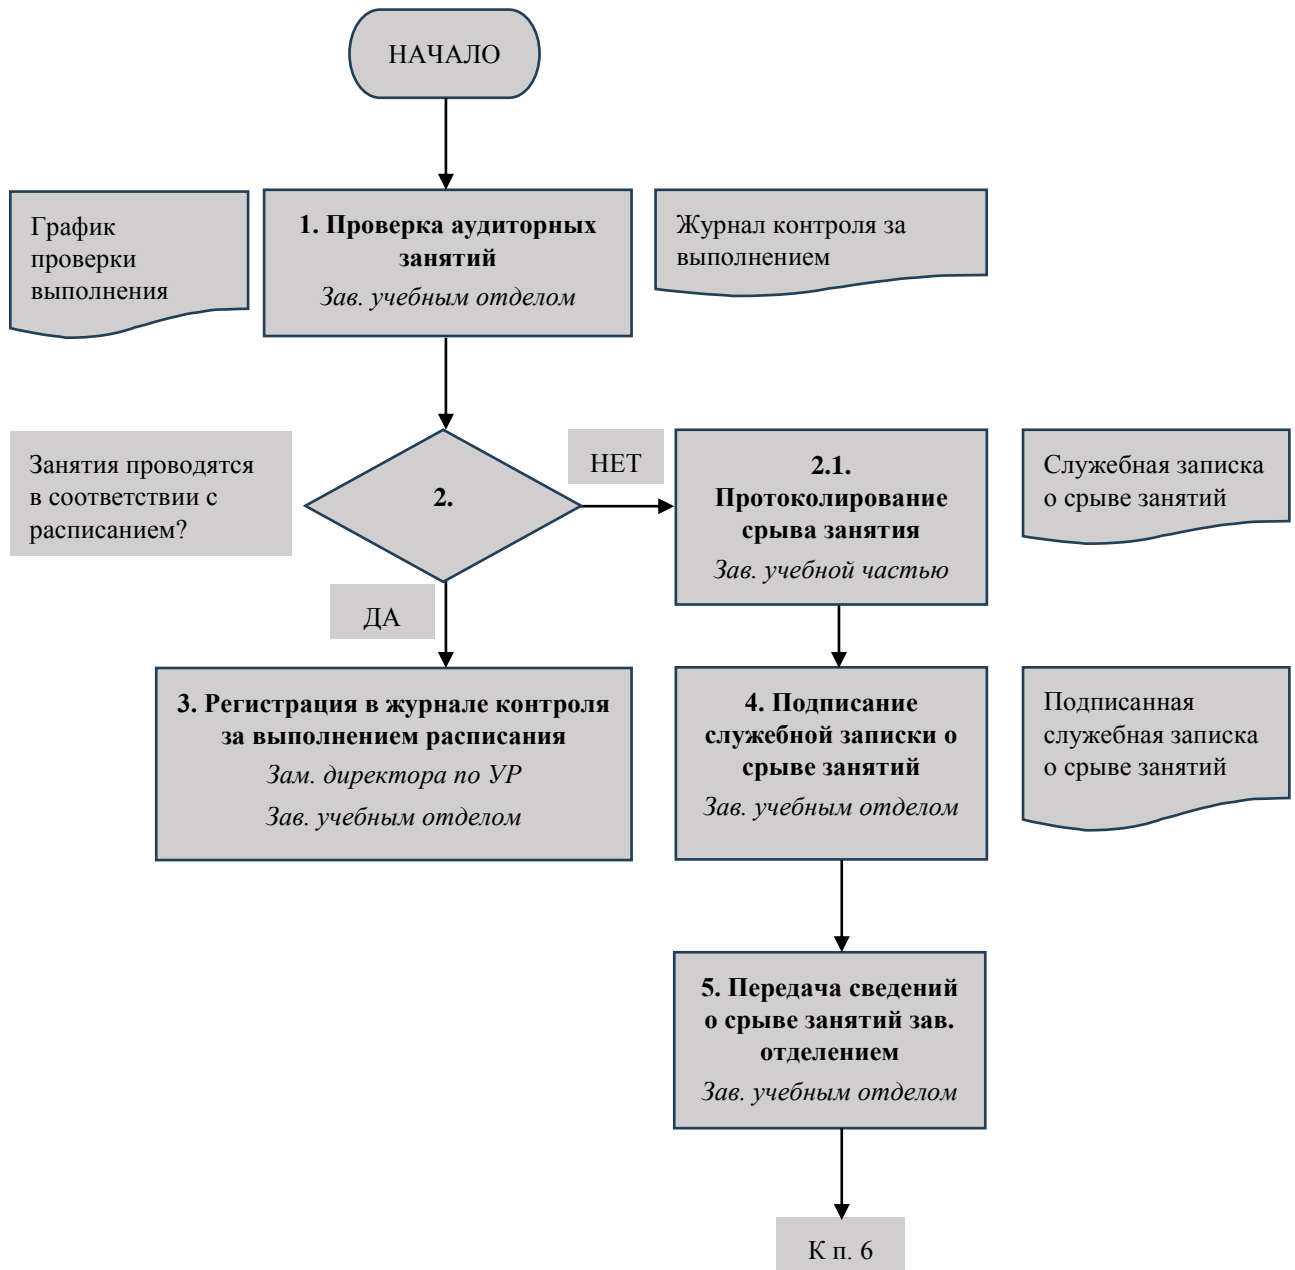 НАЧАЛО
График
проверки
выполнения
1. Проверка аудиторных
занятий
Зав. учебным отделом
Журнал контроля за
выполнением
Занятия проводятся
в соответствии с
расписанием?
2.
НЕТ
2.1.
Протоколирование
срыва занятия
Зав. учебной частью
Служебная записка
о срыве занятий
ДА
3. Регистрация в журнале контроля
за выполнением расписания
Зам. директора по УР
Зав. учебным отделом
4. Подписание
служебной записки о
срыве занятий
Зав. учебным отделом
Подписанная
служебная записка
о срыве занятий
5. Передача сведений
о срыве занятий зав.
отделением
Зав. учебным отделом
К п. 6